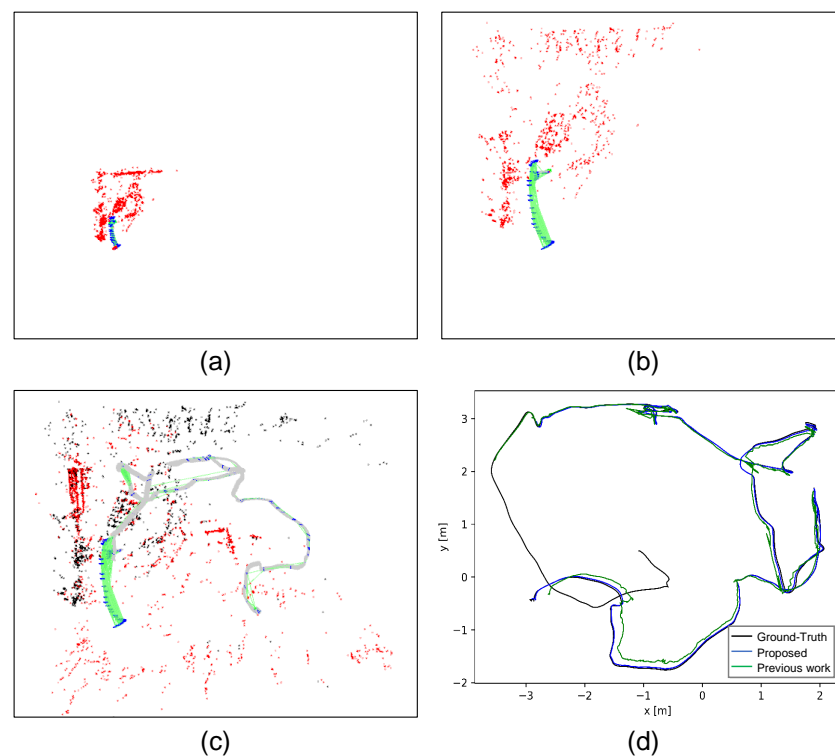 (a)
(b)
(c)
3
2
1
0
−1
−2
y [m]
−3
−2
−1
0
1
2
x [m]
Ground-Truth
Proposed
Previous work
(d)